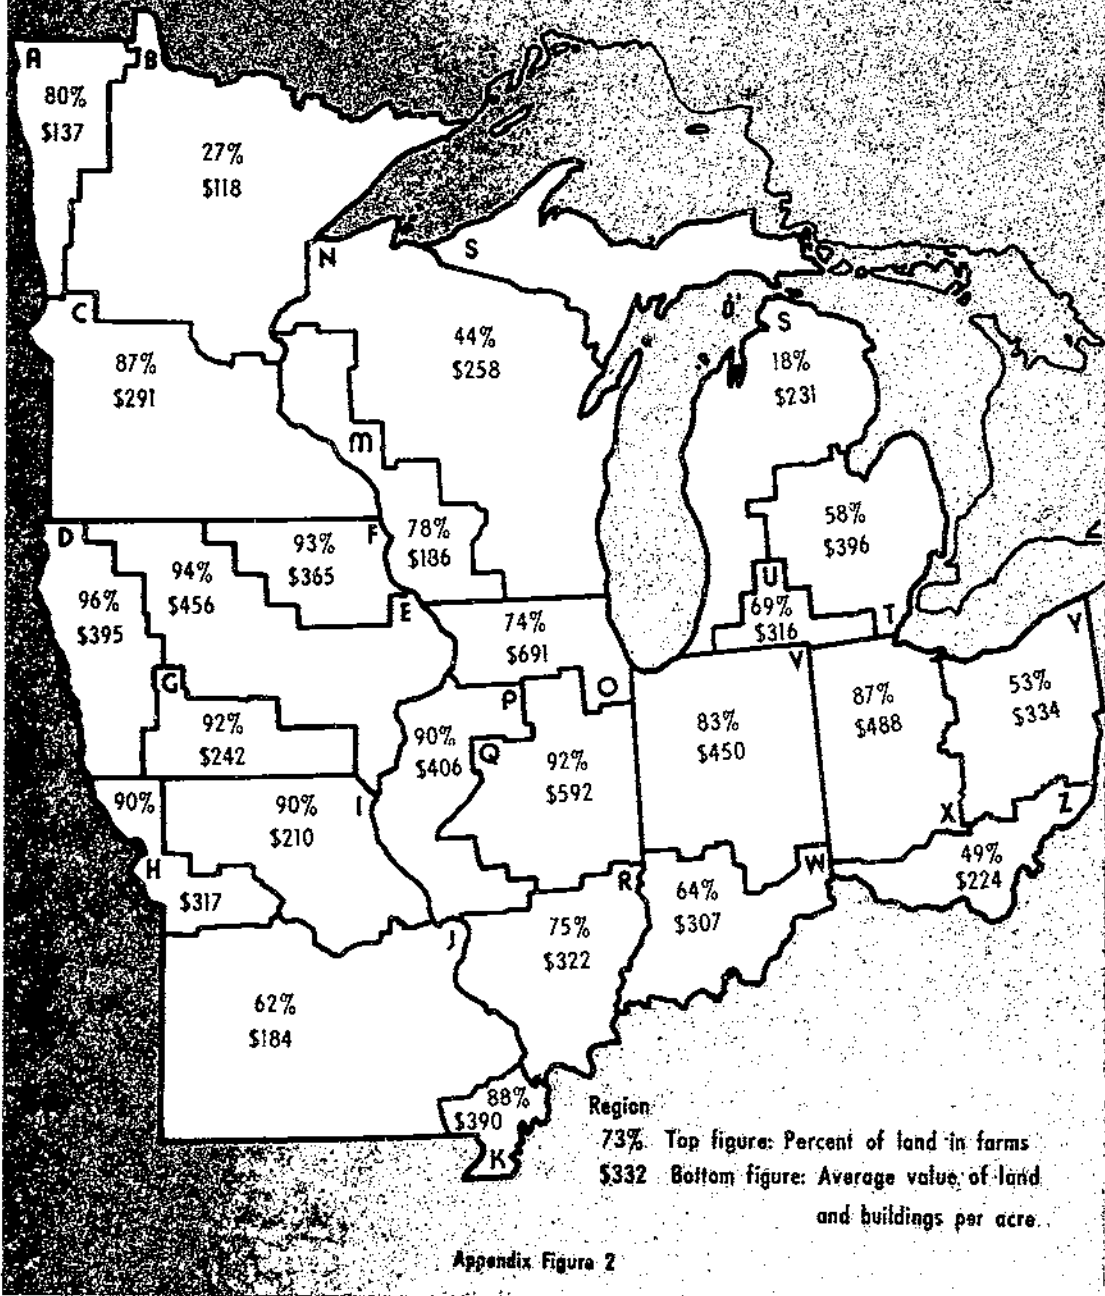 A
B
80%
$137
27%
$118
N
S
C
44%
$258
S
18%
$231
87%
$291
M
D
F
78%
$186
58%
$396
93%
$365
94%
$456
96%
$395
E
U
69%
$316
T
74%
$691
V
Y
G
P
O
92%
$242
90%
$406
Q
92%
$592
83%
$450
87%
$488
53%
$334
90%
90%
$210
I
X
Z
H
$317
R
W
49%
$224
64%
$307
J
75%
$322
62%
$184
88%
$390
K
Region
73% Top figure: Percent of land in farms
$332 Bottom figure: Average value of land
and buildings per acre.
Appendix Figure 2